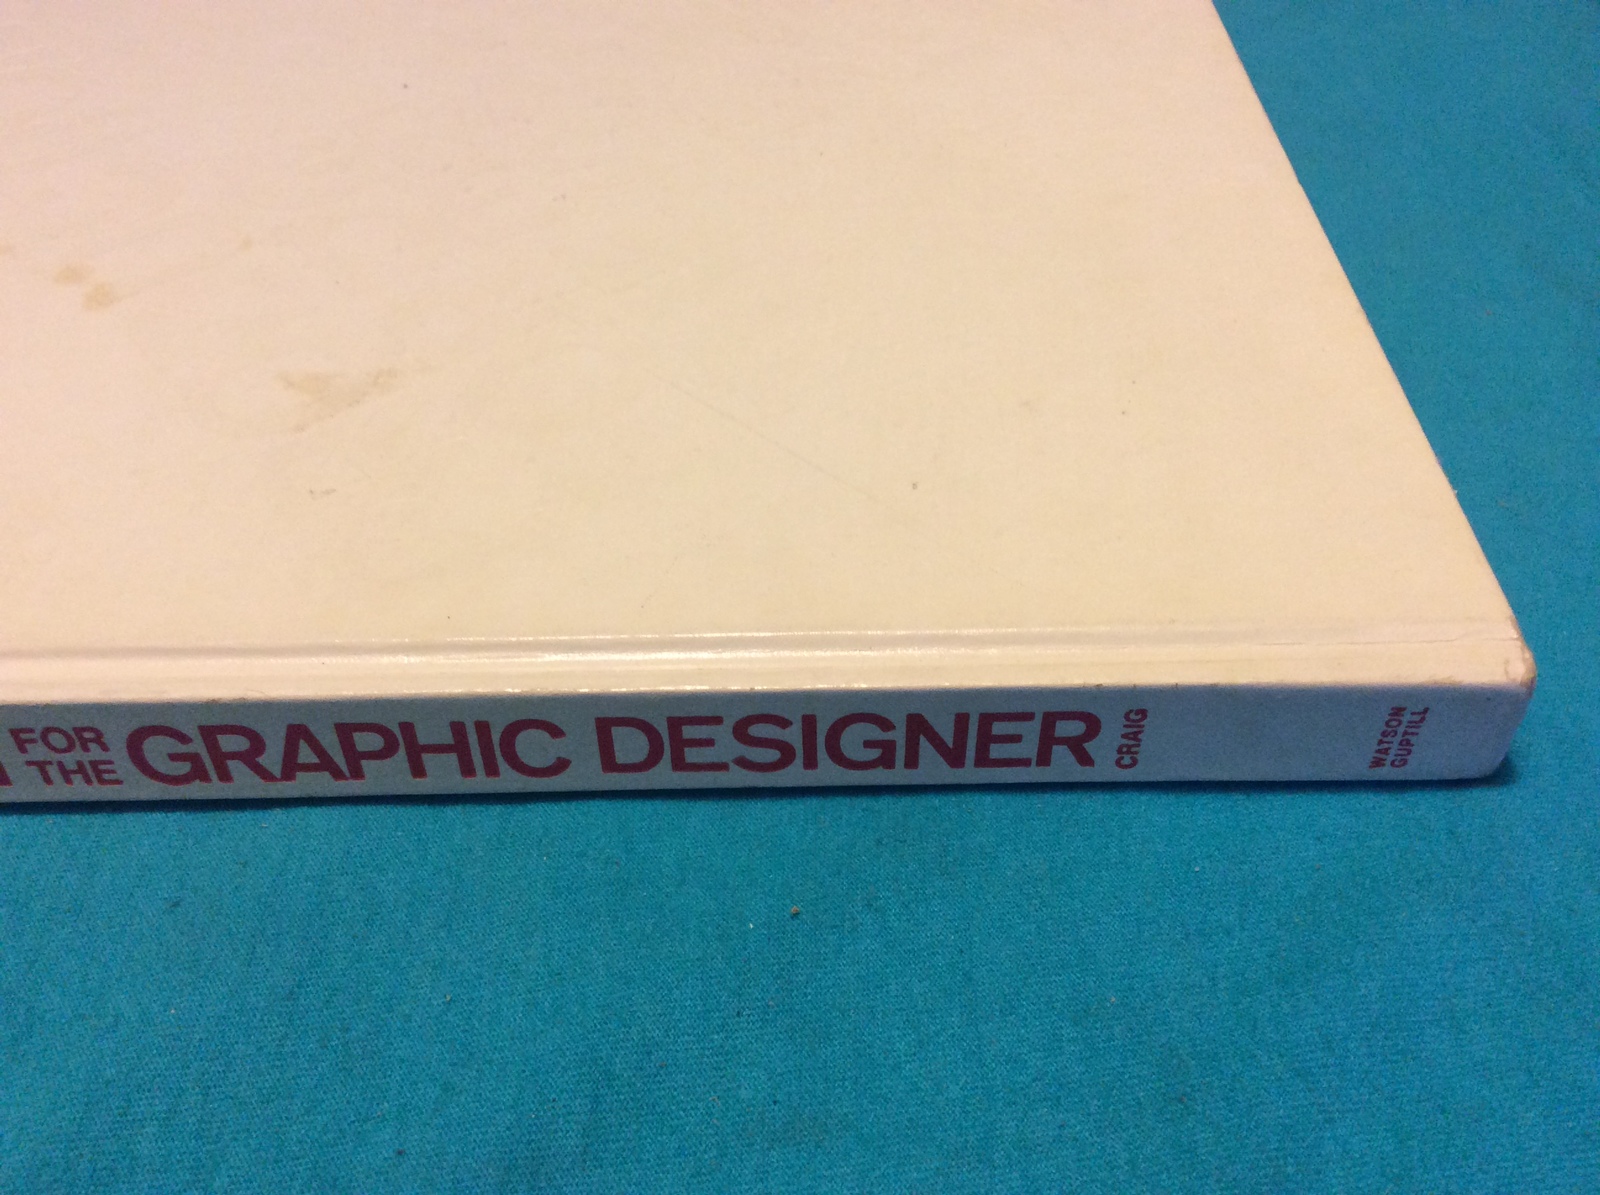 FOR
THE
GRAPHIC DESIGNER
CRAIG
WATSON
GUPTILL